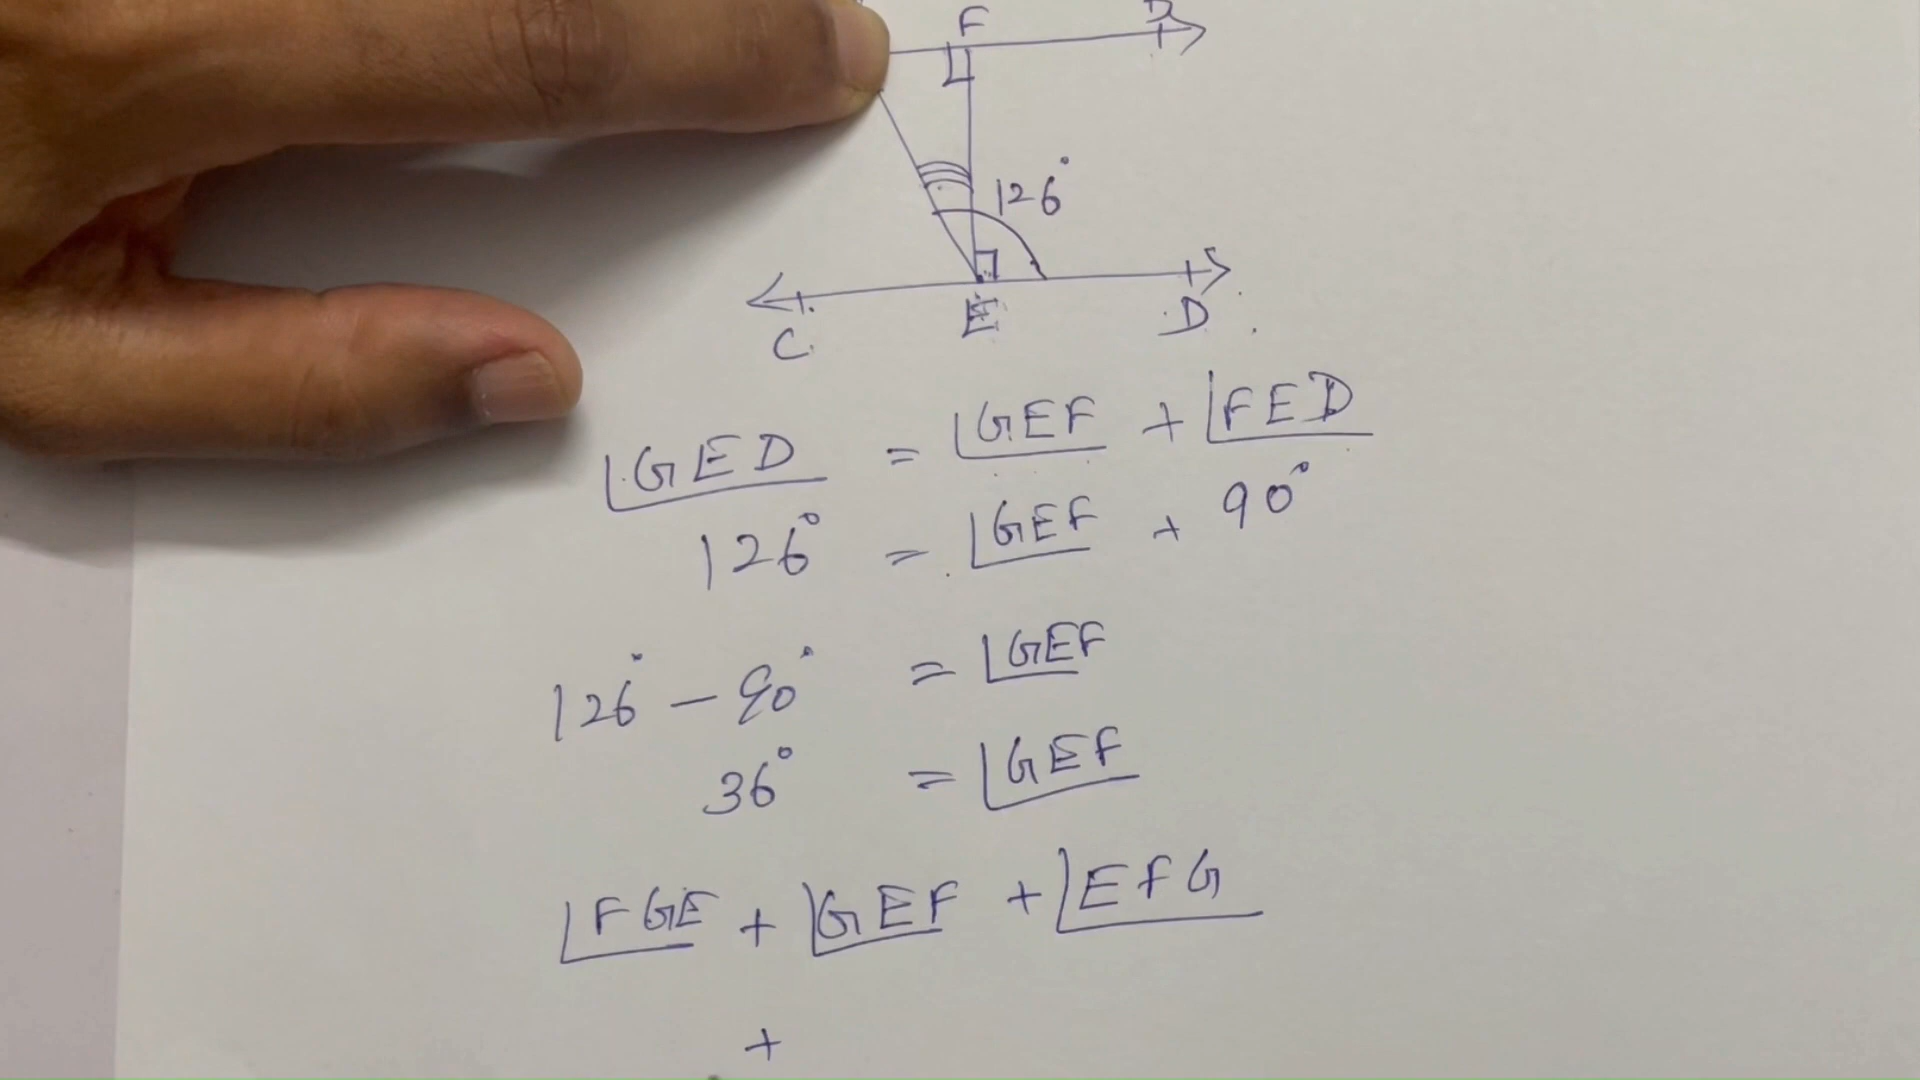 F
126°
C.
E
D
∠GED = ∠GEF + ∠FED
126° = ∠GEF + 90°
126° - 90° = ∠GEF
36° = ∠GEF
∠FGE + ∠GEF + ∠EFG
+